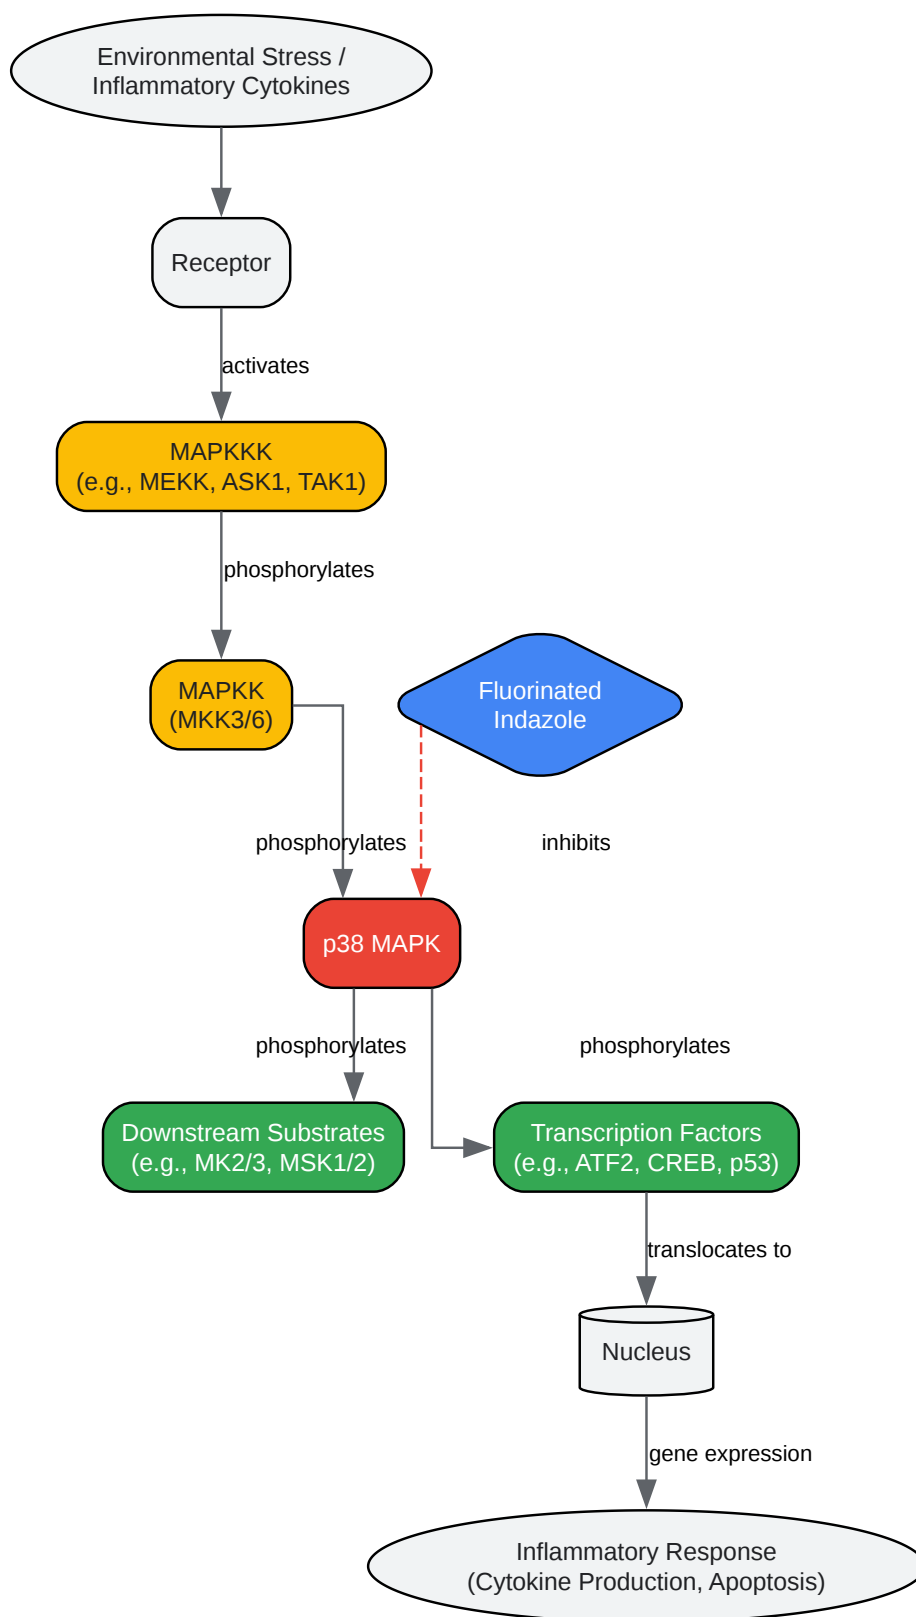 Environmental Stress /
Inflammatory Cytokines
Receptor
activates
MAPKKK
(e.g., MEKK, ASK1, TAK1)
phosphorylates
MAPKK
(MKK3/6)
Fluorinated
Indazole
phosphorylates
inhibits
p38 MAPK
phosphorylates
phosphorylates
Downstream Substrates
(e.g., MK2/3, MSK1/2)
Transcription Factors
(e.g., ATF2, CREB, p53)
translocates to
Nucleus
gene expression
Inflammatory Response
(Cytokine Production, Apoptosis)